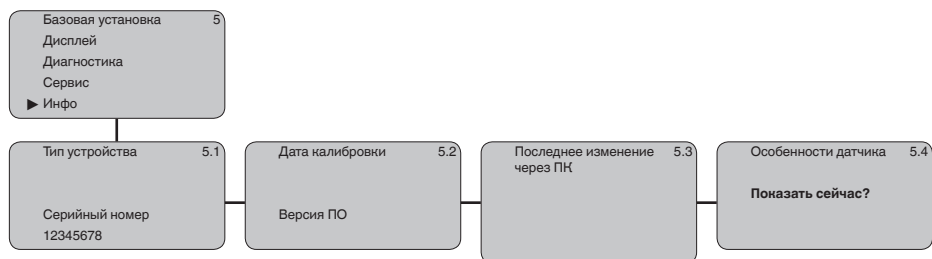 Базовая установка 5
Дисплей
Диагностика
Сервис
▶ Инфо
Тип устройства 5.1
Серийный номер
12345678
Дата калибровки 5.2
Версия ПО
Последнее изменение 5.3
через ПК
Особенности датчика 5.4
Показать сейчас?